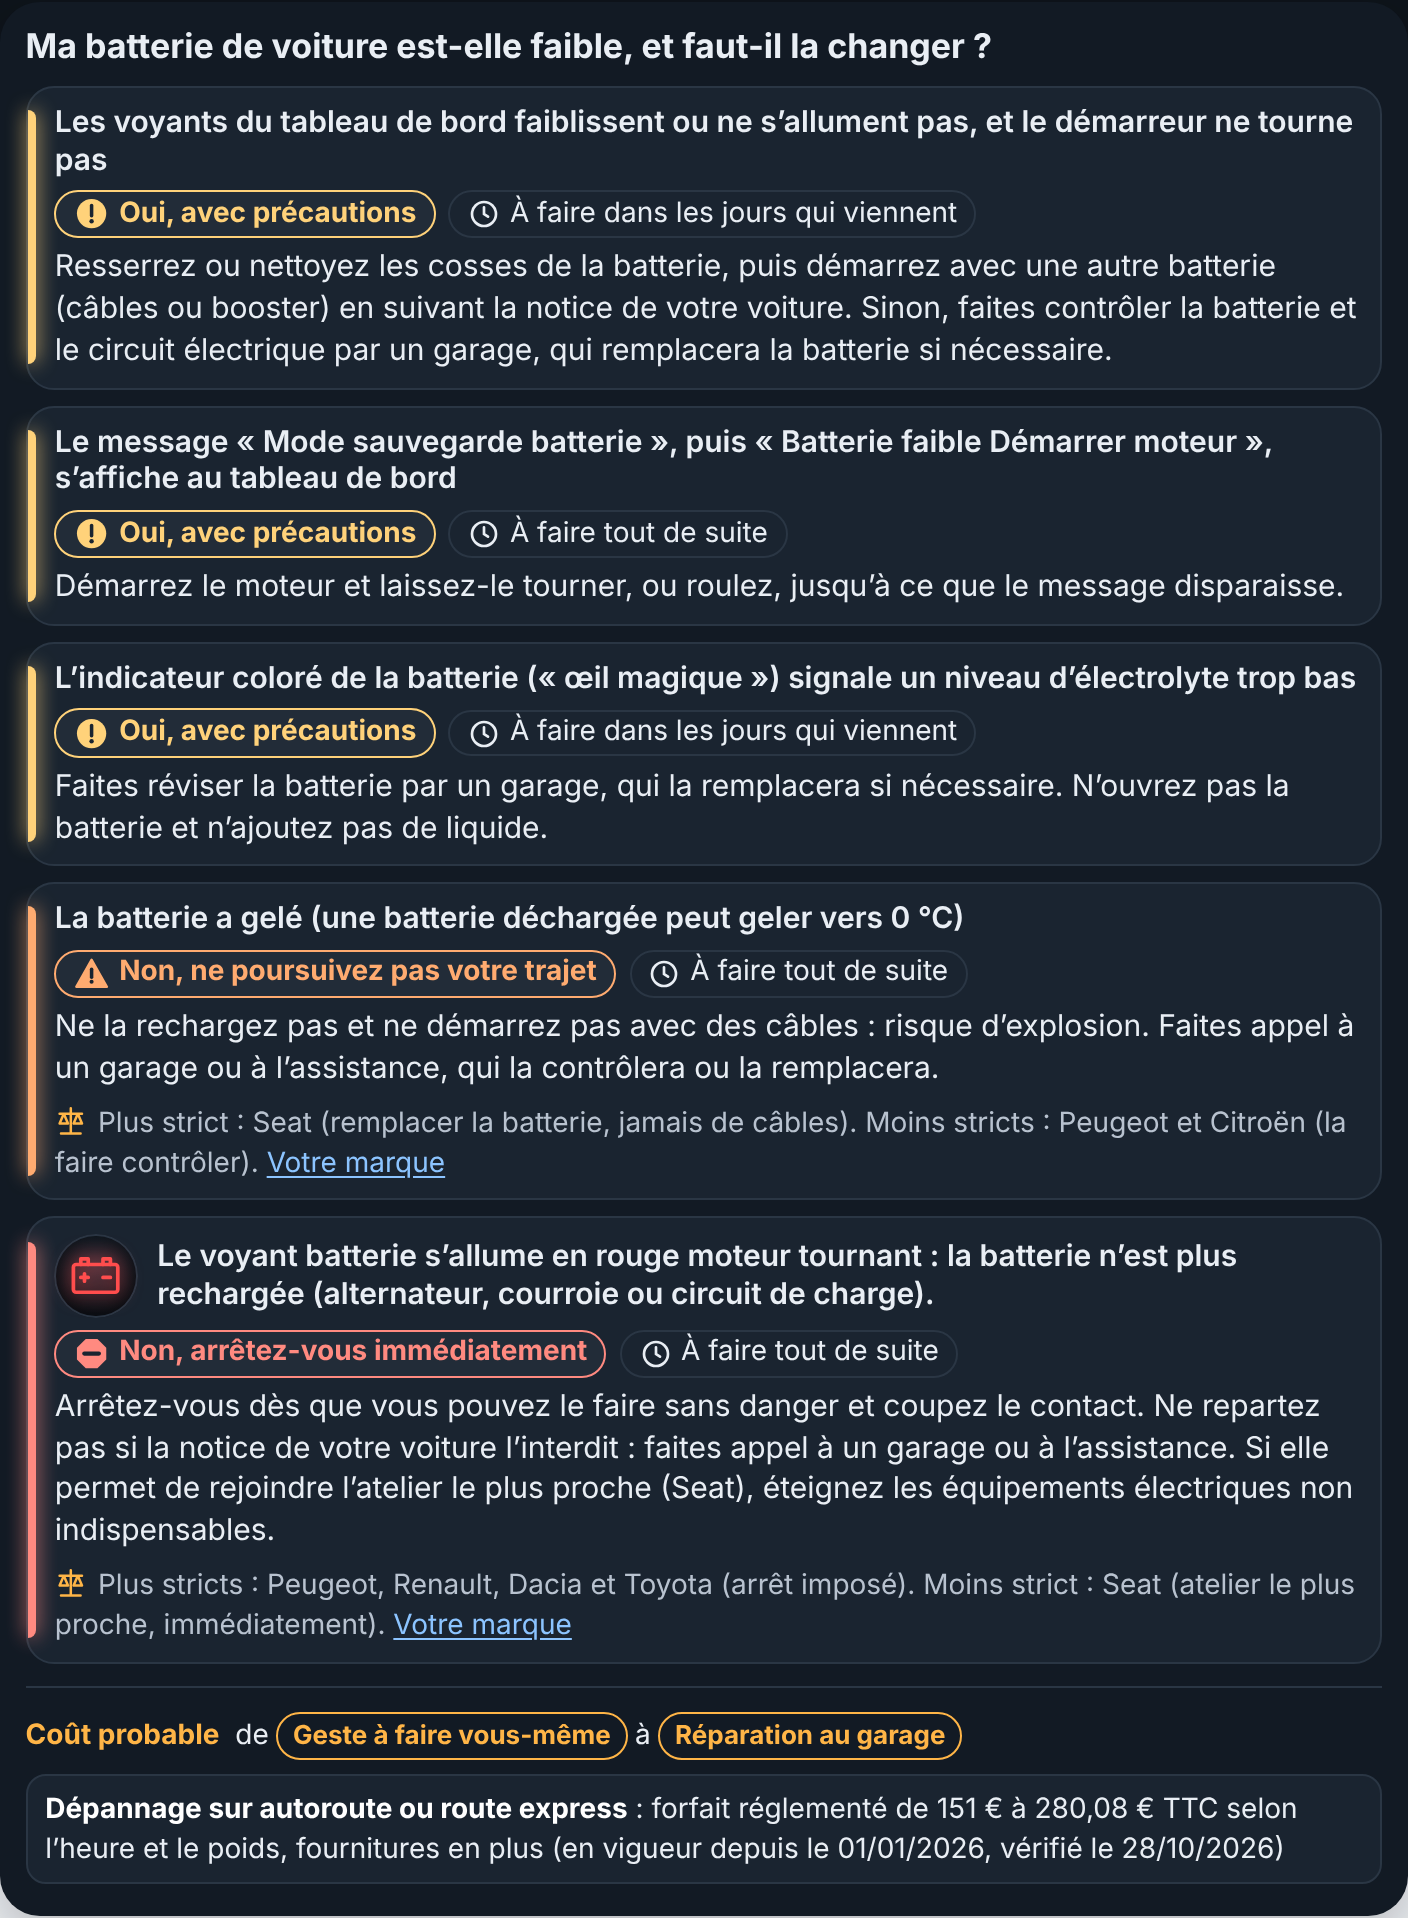 Ma batterie de voiture est-elle faible, et faut-il la changer ?
Les voyants du tableau de bord faiblissent ou ne s’allument pas, et le démarreur ne tourne
pas
Oui, avec précautions
À faire dans les jours qui viennent
Resserrez ou nettoyez les cosses de la batterie, puis démarrez avec une autre batterie
(câbles ou booster) en suivant la notice de votre voiture. Sinon, faites contrôler la batterie et
le circuit électrique par un garage, qui remplacera la batterie si nécessaire.
Le message « Mode sauvegarde batterie », puis « Batterie faible Démarrer moteur »,
s’affiche au tableau de bord
Oui, avec précautions
À faire tout de suite
Démarrez le moteur et laissez-le tourner, ou roulez, jusqu’à ce que le message disparaisse.
L’indicateur coloré de la batterie (« œil magique ») signale un niveau d’électrolyte trop bas
Oui, avec précautions
À faire dans les jours qui viennent
Faites réviser la batterie par un garage, qui la remplacera si nécessaire. N’ouvrez pas la
batterie et n’ajoutez pas de liquide.
La batterie a gelé (une batterie déchargée peut geler vers 0 °C)
Non, ne poursuivez pas votre trajet
À faire tout de suite
Ne la rechargez pas et ne démarrez pas avec des câbles : risque d’explosion. Faites appel à
un garage ou à l’assistance, qui la contrôlera ou la remplacera.
Plus strict : Seat (remplacer la batterie, jamais de câbles). Moins stricts : Peugeot et Citroën (la
faire contrôler). Votre marque
Le voyant batterie s’allume en rouge moteur tournant : la batterie n’est plus
rechargée (alternateur, courroie ou circuit de charge).
Non, arrêtez-vous immédiatement
À faire tout de suite
Arrêtez-vous dès que vous pouvez le faire sans danger et coupez le contact. Ne repartez
pas si la notice de votre voiture l’interdit : faites appel à un garage ou à l’assistance. Si elle
permet de rejoindre l’atelier le plus proche (Seat), éteignez les équipements électriques non
indispensables.
Plus stricts : Peugeot, Renault, Dacia et Toyota (arrêt imposé). Moins strict : Seat (atelier le plus
proche, immédiatement). Votre marque
Coût probable de Geste à faire vous-même à Réparation au garage
Dépannage sur autoroute ou route express : forfait réglementé de 151 € à 280,08 € TTC selon
l’heure et le poids, fournitures en plus (en vigueur depuis le 01/01/2026, vérifié le 28/10/2026)